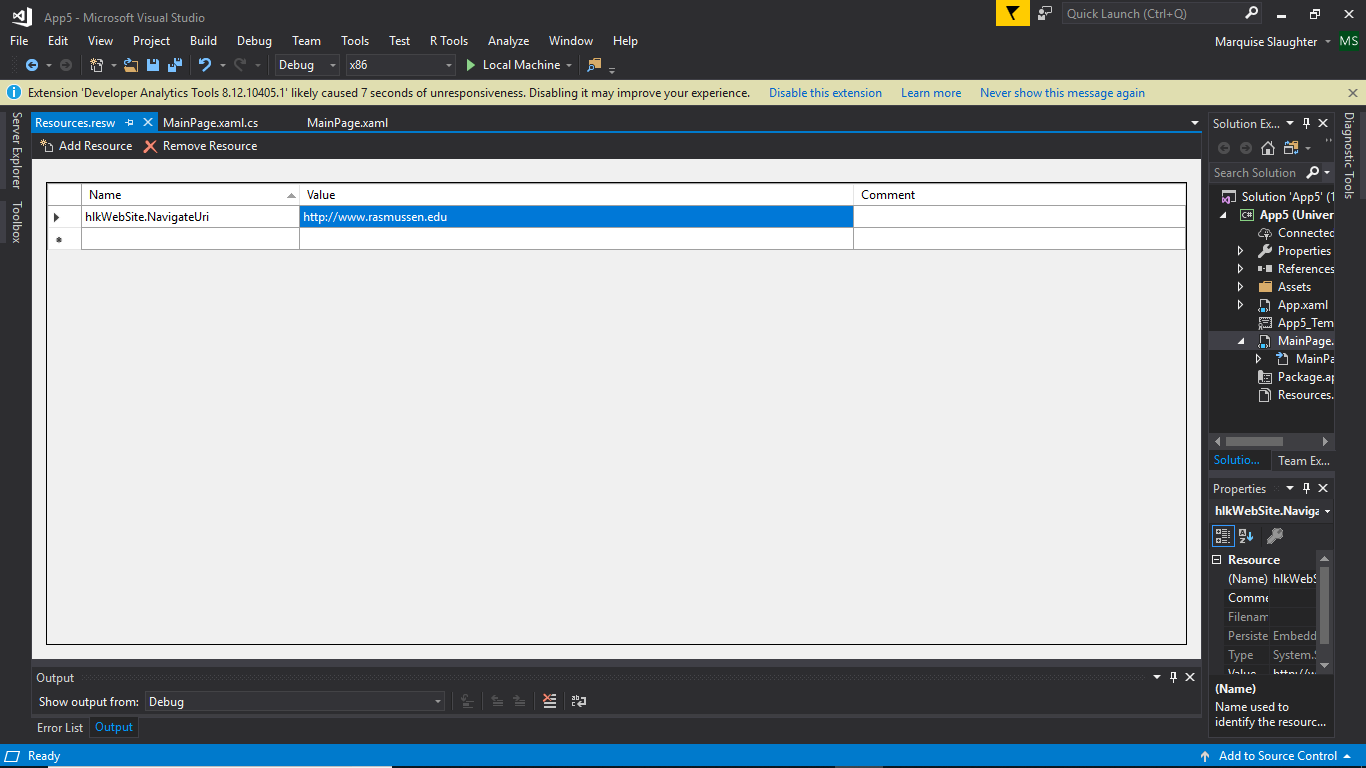 App5 - Microsoft Visual Studio
Quick Launch (Ctrl+Q)
File Edit View Project Build Debug Team Tools Test R Tools Analyze Window Help
Marquise Slaughter MS
Debug x86 Local Machine
Extension 'Developer Analytics Tools 8.12.10405.1' likely caused 7 seconds of unresponsiveness. Disabling it may improve your experience. Disable this extension Learn more Never show this message again
Server Explorer
Toolbox
Resources.resw MainPage.xaml.cs MainPage.xaml
Add Resource Remove Resource
Name Value Comment
hlkWebSite.NavigateUri http://www.rasmussen.edu
Output
Show output from: Debug
Error List Output
Solution Ex...
Search Solution
Solution 'App5' (1
App5 (Univer
Connected
Properties
References
Assets
App.xaml
App5_Tem
MainPage.
MainPa
Package.ap
Resources.
Solutio... Team Ex...
Properties
hlkWebSite.Naviga
Resource
(Name) hlkWebS
Comme
Filenam
Persiste Embedd
Type System.S
Value http://w
(Name)
Name used to
identify the resourc...
Diagnostic Tools
Ready
Add to Source Control